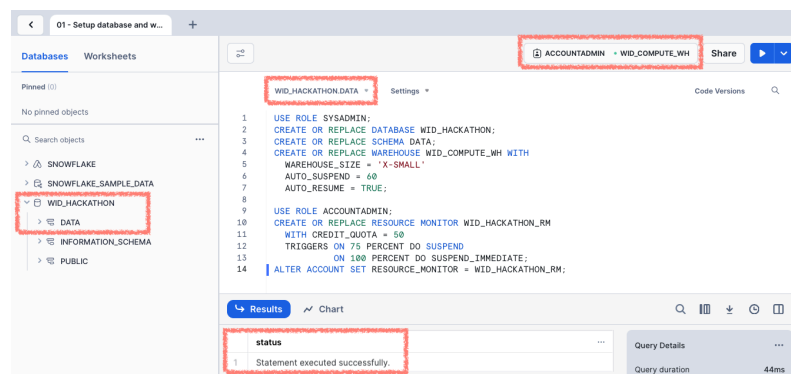 01 - Setup database and w...
Databases Worksheets
ACCOUNTADMIN • WID_COMPUTE_WH Share
Pinned (0)
No pinned objects
Search objects ...
SNOWFLAKE
SNOWFLAKE_SAMPLE_DATA
WID_HACKATHON
DATA
INFORMATION_SCHEMA
PUBLIC
WID_HACKATHON.DATA Settings Code Versions
1 USE ROLE SYSADMIN;
2 CREATE OR REPLACE DATABASE WID_HACKATHON;
3 CREATE OR REPLACE SCHEMA DATA;
4 CREATE OR REPLACE WAREHOUSE WID_COMPUTE_WH WITH
5 WAREHOUSE_SIZE = 'X-SMALL'
6 AUTO_SUSPEND = 60
7 AUTO_RESUME = TRUE;
8
9 USE ROLE ACCOUNTADMIN;
10 CREATE OR REPLACE RESOURCE MONITOR WID_HACKATHON_RM
11 WITH CREDIT_QUOTA = 50
12 TRIGGERS ON 75 PERCENT DO SUSPEND
13 ON 100 PERCENT DO SUSPEND_IMMEDIATE;
14 ALTER ACCOUNT SET RESOURCE_MONITOR = WID_HACKATHON_RM;
Results Chart
status ...
1 Statement executed successfully.
Query Details ...
Query duration 44ms